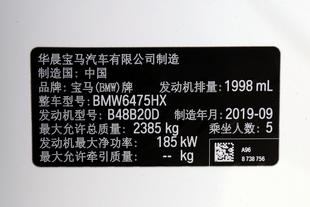 华晨宝马汽车有限公司制造
制造国: 中国
品牌: 宝马(BMW)牌 发动机排量: 1998 mL
整车型号: BMW6475HX
发动机型号: B48B20D 制造年月: 2019-09
最大允许总质量: 2385 kg 乘坐人数: 5
发动机最大净功率: 185 kW A96
最大允许牵引质量: -- kg 8 738 756